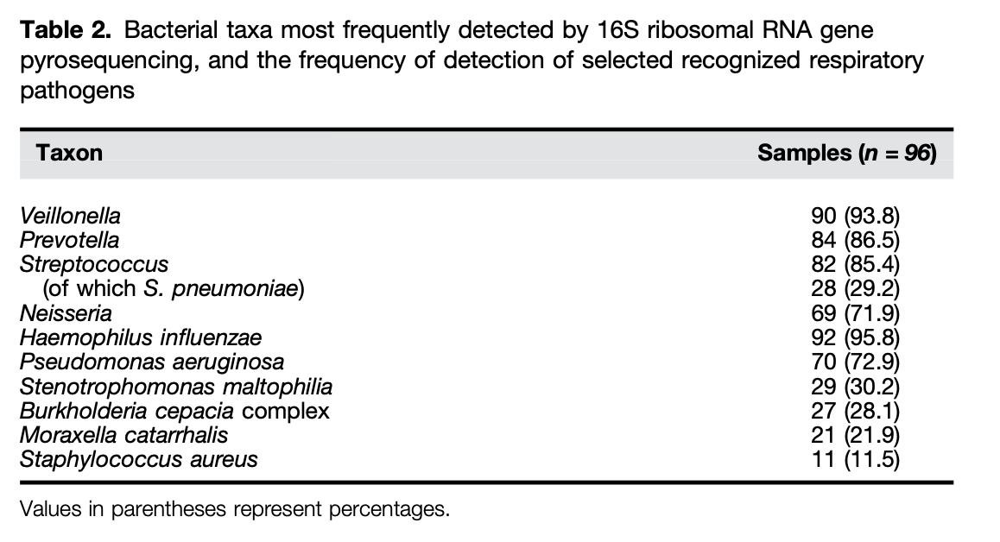 Table 2. Bacterial taxa most frequently detected by 16S ribosomal RNA gene
pyrosequencing, and the frequency of detection of selected recognized respiratory
pathogens
Taxon Samples (n = 96)
Veillonella 90 (93.8)
Prevotella 84 (86.5)
Streptococcus 82 (85.4)
(of which S. pneumoniae) 28 (29.2)
Neisseria 69 (71.9)
Haemophilus influenzae 92 (95.8)
Pseudomonas aeruginosa 70 (72.9)
Stenotrophomonas maltophilia 29 (30.2)
Burkholderia cepacia complex 27 (28.1)
Moraxella catarrhalis 21 (21.9)
Staphylococcus aureus 11 (11.5)
Values in parentheses represent percentages.